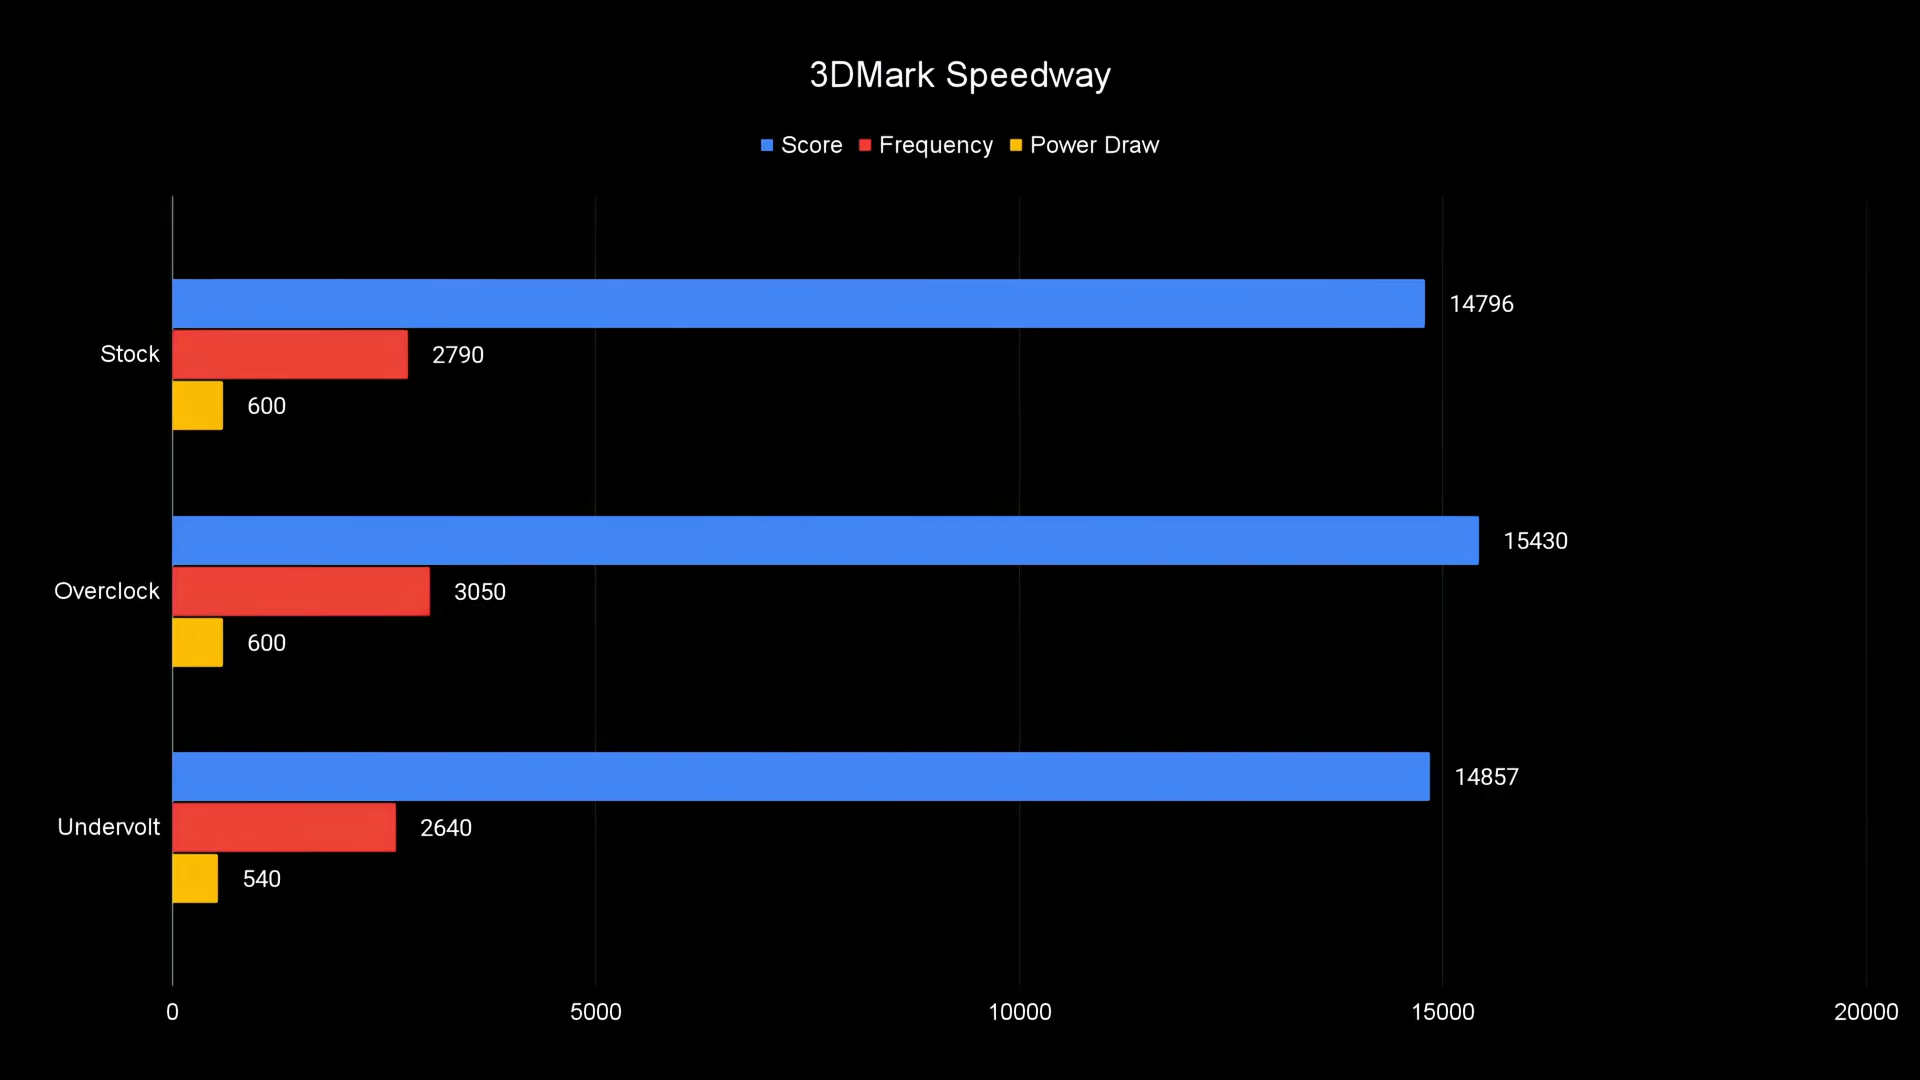 3DMark Speedway
Score Frequency Power Draw
14796
Stock 2790
600
15430
Overclock 3050
600
14857
Undervolt 2640
540
0 5000 10000 15000 20000